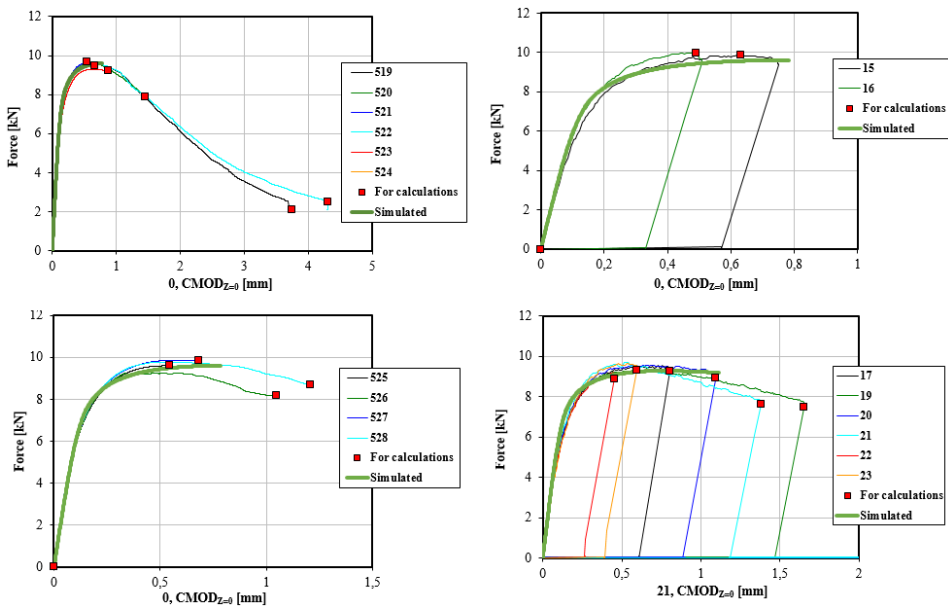 12
10
8
6
4
2
0
Force [kN]
0 1 2 3 4 5
0, CMOD_Z=0 [mm]
519
520
521
522
523
524
For calculations
Simulated
12
10
8
6
4
2
0
Force [kN]
0 0,2 0,4 0,6 0,8 1
0, CMOD_Z=0 [mm]
15
16
For calculations
Simulated
12
10
8
6
4
2
0
Force [kN]
0 0,5 1 1,5
0, CMOD_Z=0 [mm]
525
526
527
528
For calculations
Simulated
12
10
8
6
4
2
0
Force [kN]
0 0,5 1 1,5 2
21, CMOD_Z=0 [mm]
17
19
20
21
22
23
For calculations
Simulated